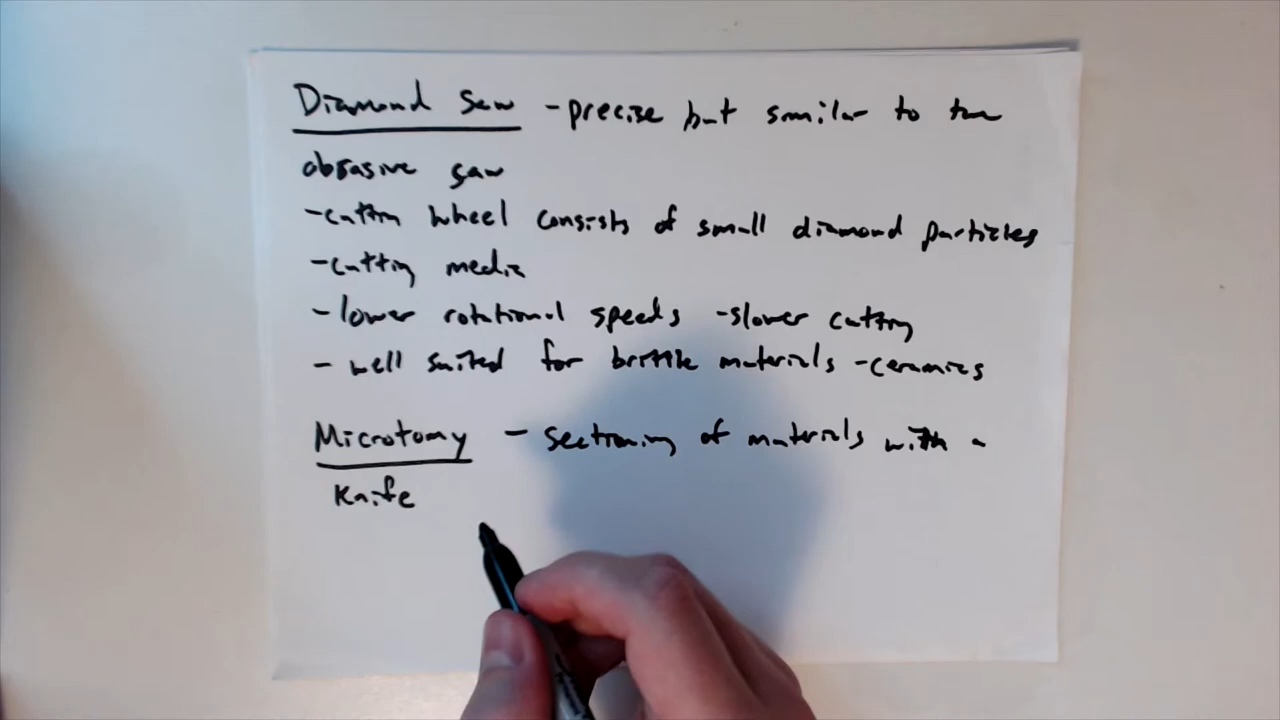 Diamond Saw - precise but similar to the
abrasive saw
- cutting wheel consists of small diamond particles
- cutting media
- lower rotational speeds - slower cutting
- well suited for brittle materials - ceramics
Microtomy - sectioning of materials with a
Knife